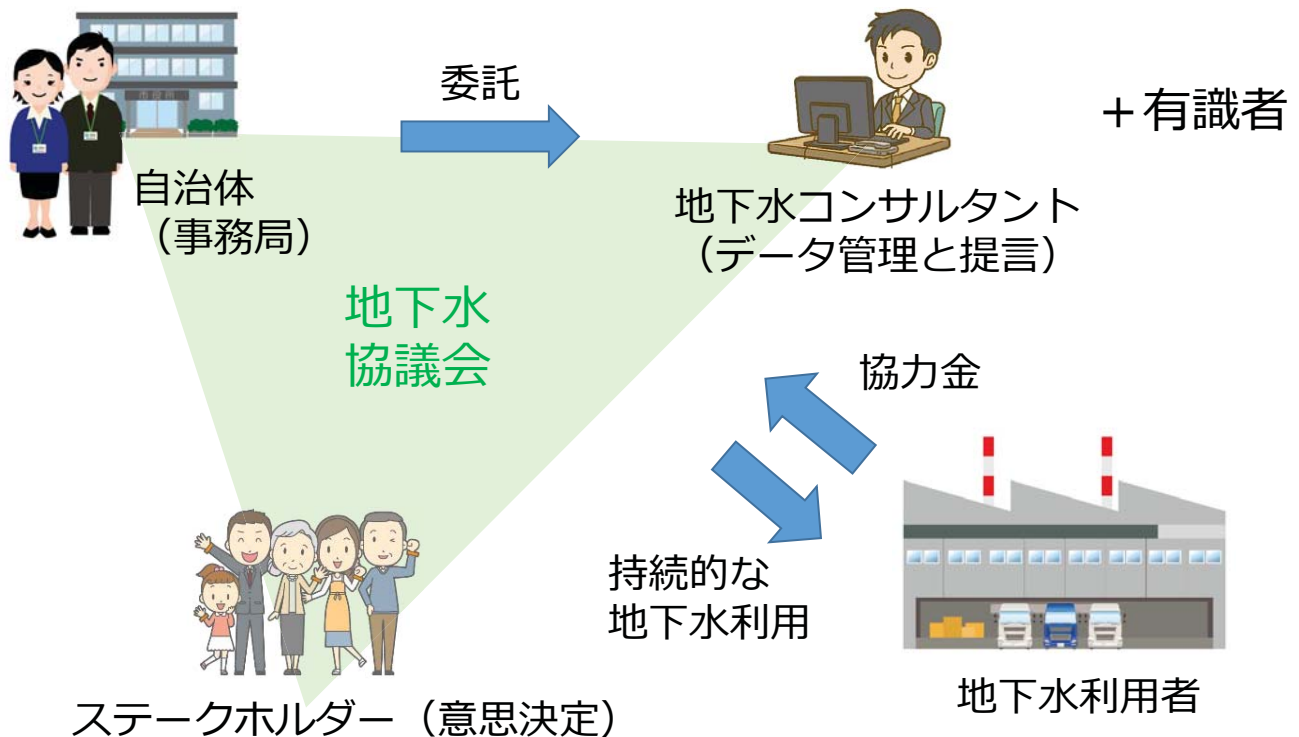 市役所
委託
＋有識者
自治体
（事務局）
地下水コンサルタント
（データ管理と提言）
地下水
協議会
協力金
持続的な
地下水利用
地下水利用者
ステークホルダー（意思決定）